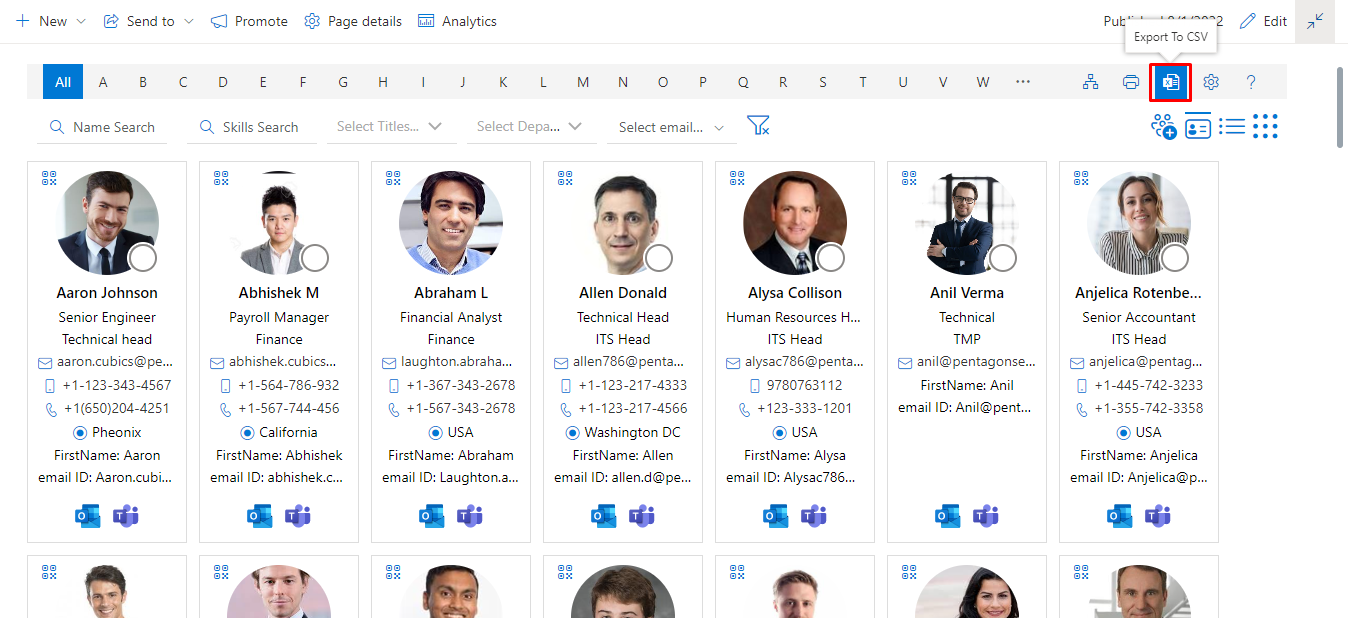 New Send to Promote Page details Analytics Edit
Export To CSV
All A B C D E F G H I J K L M N O P Q R S T U V W ··· ?
Name Search Skills Search Select Titles... Select Depa... Select email...
Aaron Johnson
Senior Engineer
Technical head
aaron.cubics@pe...
+1-123-343-4567
+1(650)204-4251
Pheonix
FirstName: Aaron
email ID: Aaron.cubi...
Abhishek M
Payroll Manager
Finance
abhishek.cubics...
+1-564-786-932
+1-567-744-456
California
FirstName: Abhishek
email ID: abhishek.c...
Abraham L
Financial Analyst
Finance
laughton.abraha...
+1-367-343-2678
+1-567-343-2678
USA
FirstName: Abraham
email ID: Laughton.a...
Allen Donald
Technical Head
ITS Head
allen786@penta...
+1-123-217-4333
+1-123-217-4566
Washington DC
FirstName: Allen
email ID: allen.d@pe...
Alysa Collison
Human Resources H...
ITS Head
alysac786@penta...
9780763112
+123-333-1201
USA
FirstName: Alysa
email ID: Alysac786...
Anil Verma
Technical
TMP
anil@pentagonse...
FirstName: Anil
email ID: Anil@pent...
Anjelica Rotenbe...
Senior Accountant
ITS Head
anjelica@pentag...
+1-445-742-3233
+1-355-742-3358
USA
FirstName: Anjelica
email ID: Anjelica@p...